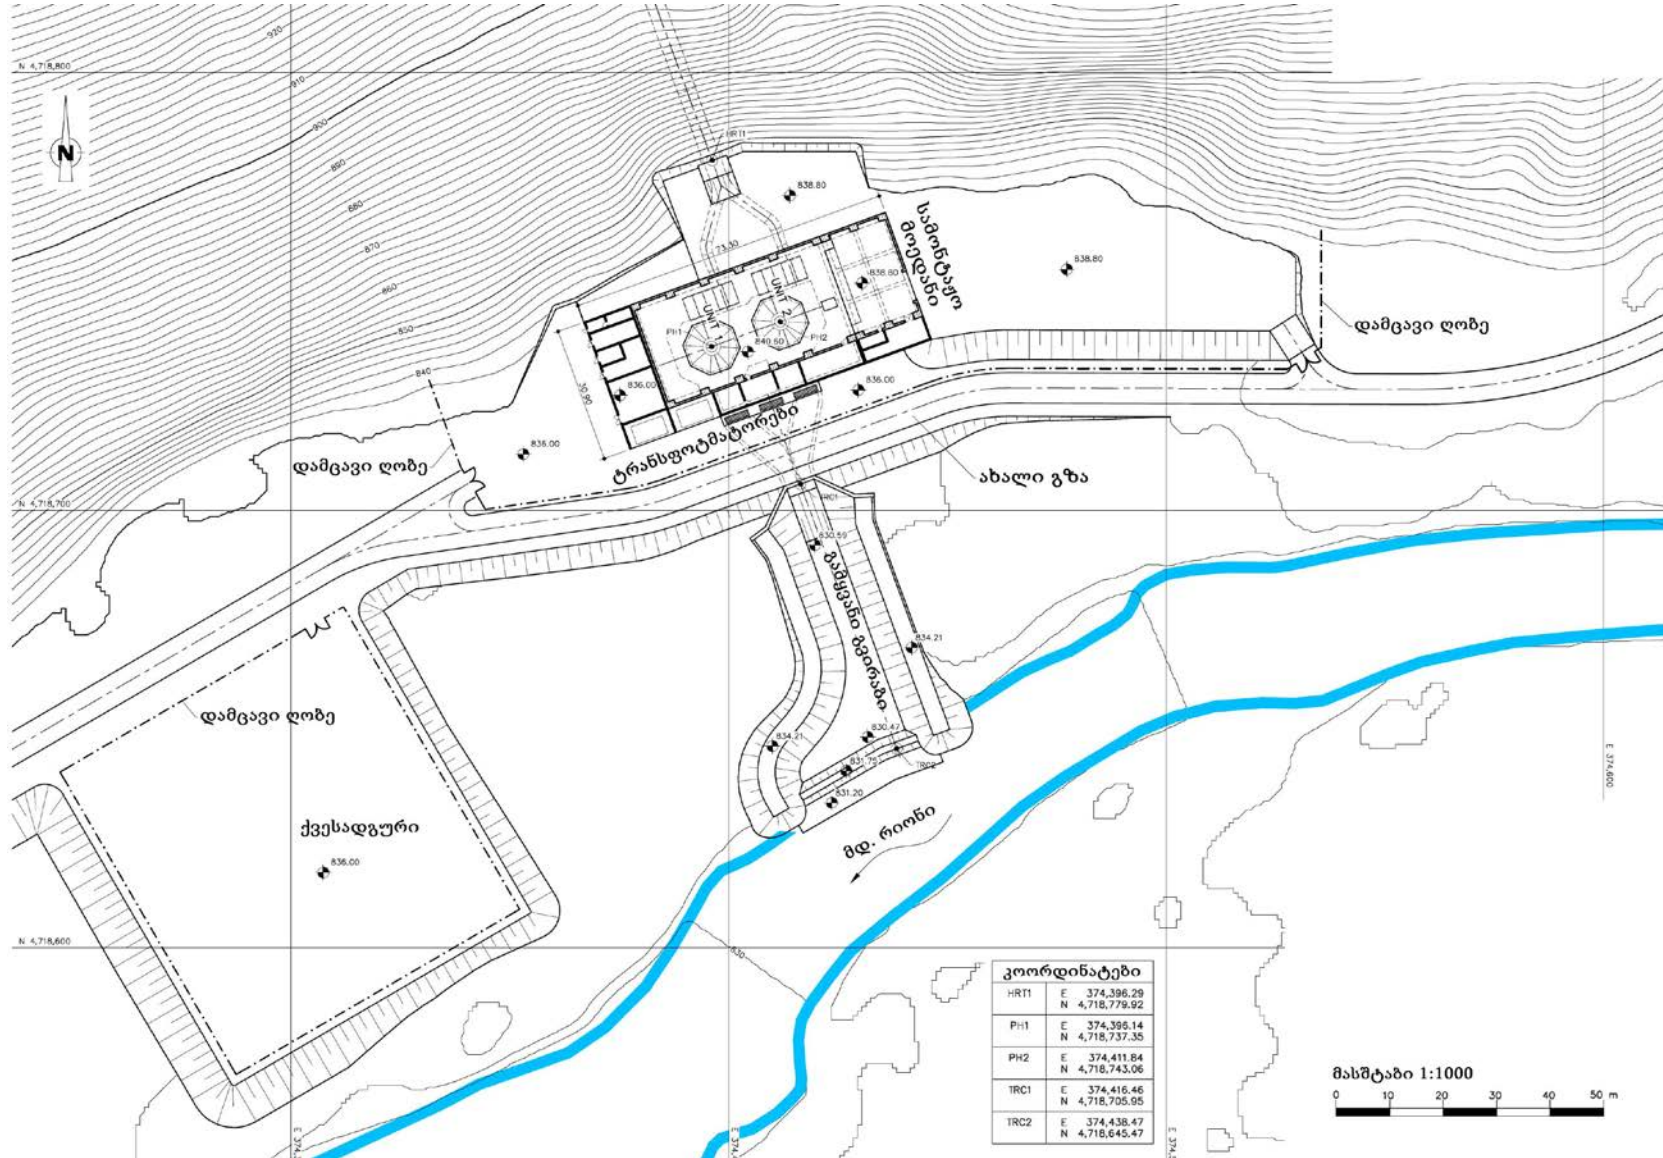 920
N 4,718,800
910
900
890
880
870
860
850
840
N
HRT1
838.80
73.30
სამონტაჟო
მოედანი
838.80
838.80
UNIT 1
UNIT 2
PH1
PH2
840.50
30.90
836.00
836.00
836.00
დამცავი ღობე
დამცავი ღობე
ტრანსფოტმატორები
ახალი გზა
N 4,718,700
TRC1
830.59
გამყვანი გვირაბი
834.21
დამცავი ღობე
834.21
830.47
831.75
TRC2
831.20
E 374,600
ქვესადგური
836.00
მდ. რიონი
N 4,718,600
830
კოორდინატები
HRT1 E 374,396.29
N 4,718,779.92
PH1 E 374,396.14
N 4,718,737.35
PH2 E 374,411.84
N 4,718,743.06
TRC1 E 374,416.46
N 4,718,705.95
TRC2 E 374,438.47
N 4,718,645.47
მასშტაბი 1:1000
0 10 20 30 40 50 m